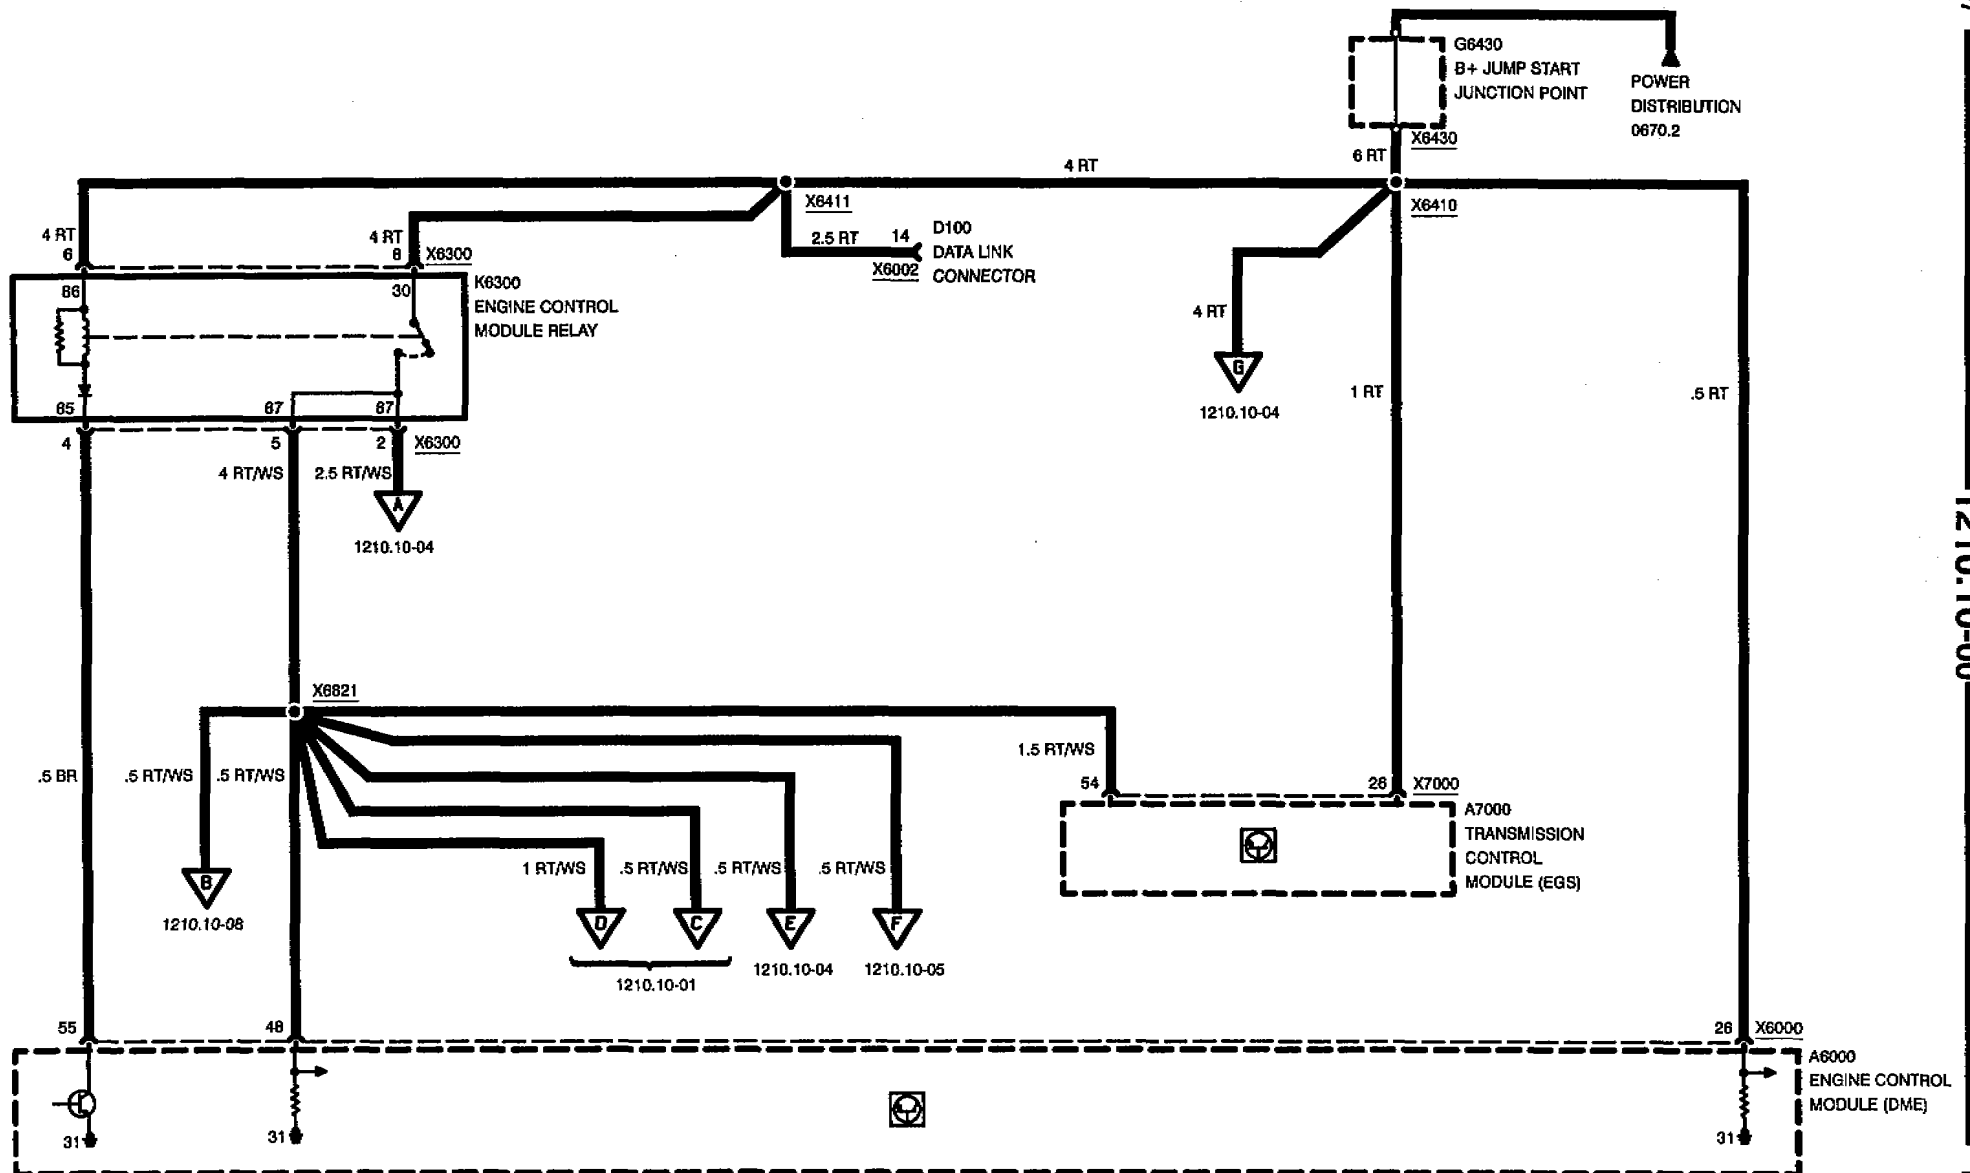 G6430
B+ JUMP START
JUNCTION POINT
POWER
DISTRIBUTION
0670.2
X6430
6 RT
4 RT
X6411
X6410
4 RT
6
4 RT
8
X6300
2.5 RT
14
X6002
D100
DATA LINK
CONNECTOR
86
30
K6300
ENGINE CONTROL
MODULE RELAY
4 RT
G
1210.10-04
1 RT
.5 RT
85
87
87
4
5
2
X6300
4 RT/WS
2.5 RT/WS
A
1210.10-04
1210.10-00
X6821
.5 BR
.5 RT/WS
.5 RT/WS
1.5 RT/WS
54
26
X7000
A7000
TRANSMISSION
CONTROL
MODULE (EGS)
1 RT/WS
.5 RT/WS
.5 RT/WS
.5 RT/WS
B
1210.10-08
D
C
E
F
1210.10-01
1210.10-04
1210.10-05
55
48
26
X6000
A6000
ENGINE CONTROL
MODULE (DME)
31
31
31